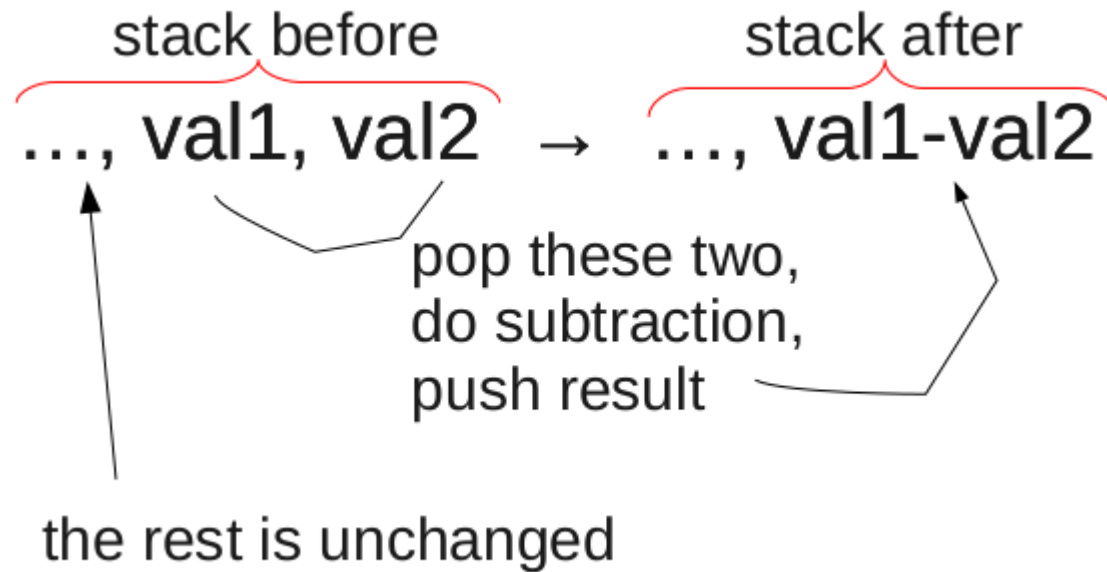 stack before stack after
..., val1, val2 → ..., val1-val2
pop these two,
do subtraction,
push result
the rest is unchanged